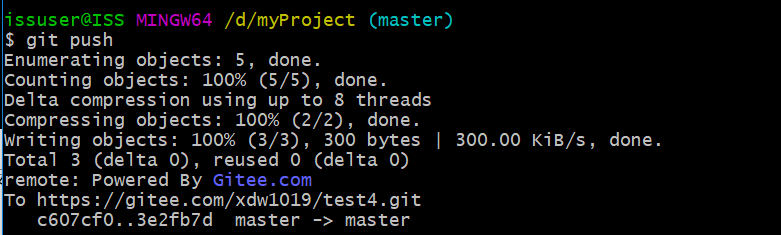 issuser@ISS MINGW64 /d/myProject (master)
$ git push
Enumerating objects: 5, done.
Counting objects: 100% (5/5), done.
Delta compression using up to 8 threads
Compressing objects: 100% (2/2), done.
Writing objects: 100% (3/3), 300 bytes | 300.00 KiB/s, done.
Total 3 (delta 0), reused 0 (delta 0)
remote: Powered By Gitee.com
To https://gitee.com/xdw1019/test4.git
   c607cf0..3e2fb7d  master -> master